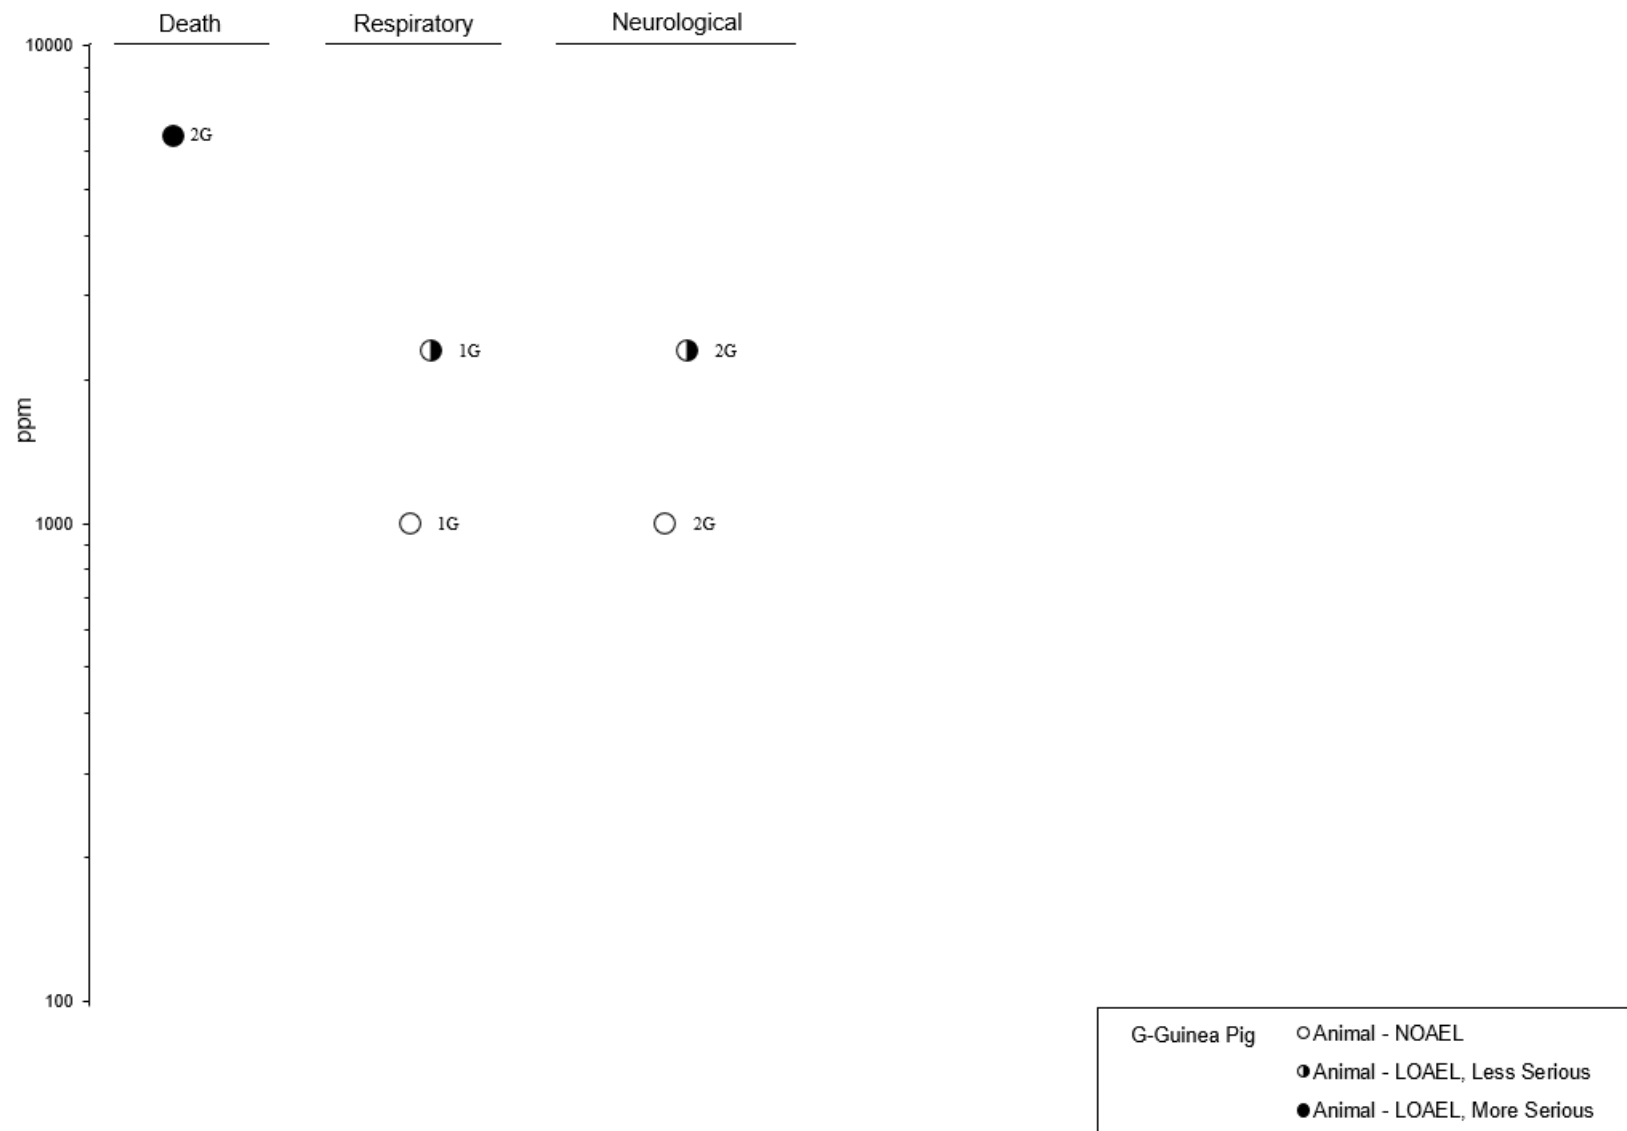 Death Respiratory Neurological
10000
2G
1G 2G
ppm
1000 1G 2G
100
G-Guinea Pig Animal - NOAEL
Animal - LOAEL, Less Serious
Animal - LOAEL, More Serious